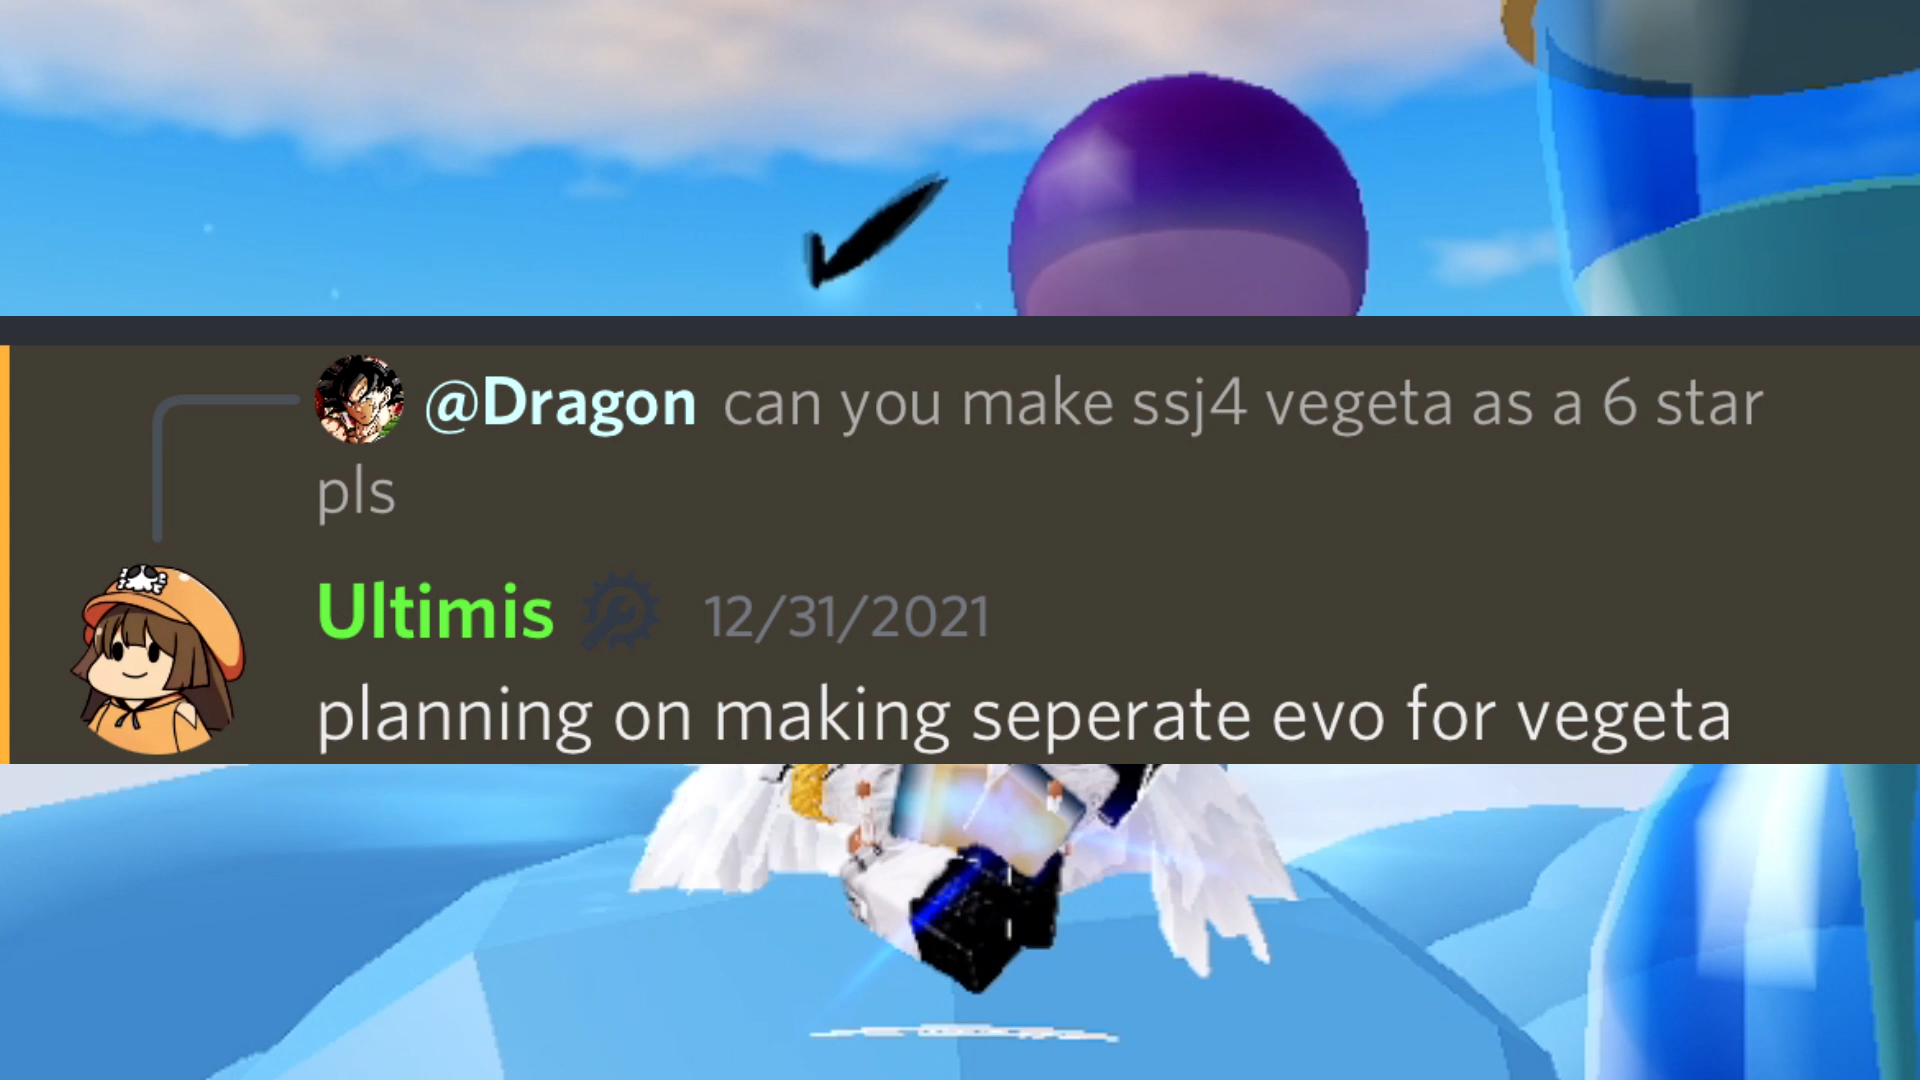 @Dragon can you make ssj4 vegeta as a 6 star
pls
Ultimis 12/31/2021
planning on making seperate evo for vegeta